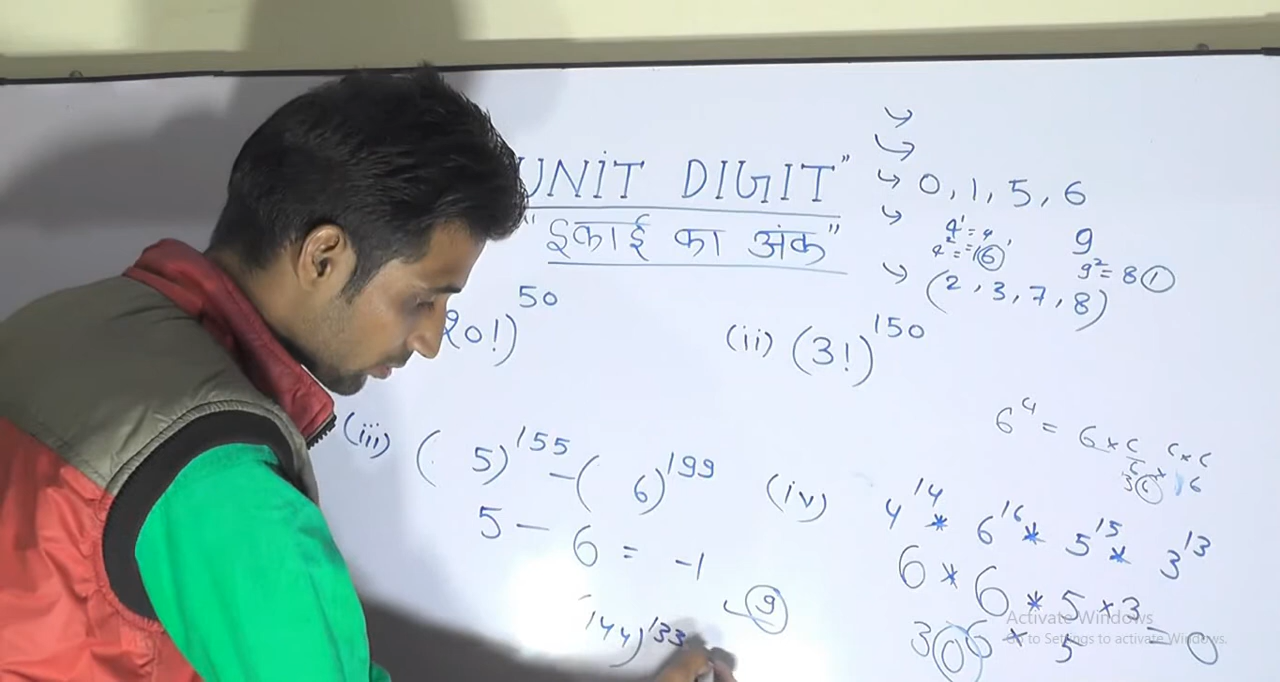 UNIT DIGIT"
"इकाई का अंक"
0, 1, 5, 6
4¹ = 4
4² = 16
9
9² = 81
(2, 3, 7, 8)
20!)⁵⁰
(ii) (3!)¹⁵⁰
(iii) ( 5)¹⁵⁵ - ( 6)¹⁹⁹
5 - 6 = -1
9
144)¹³³
6⁴ =
(iv) 4¹⁴ * 6¹⁶ * 5¹⁵ * 3¹³
6 * 6 * 5 × 3
= 0
Activate Windows
Go to Settings to activate Windows.